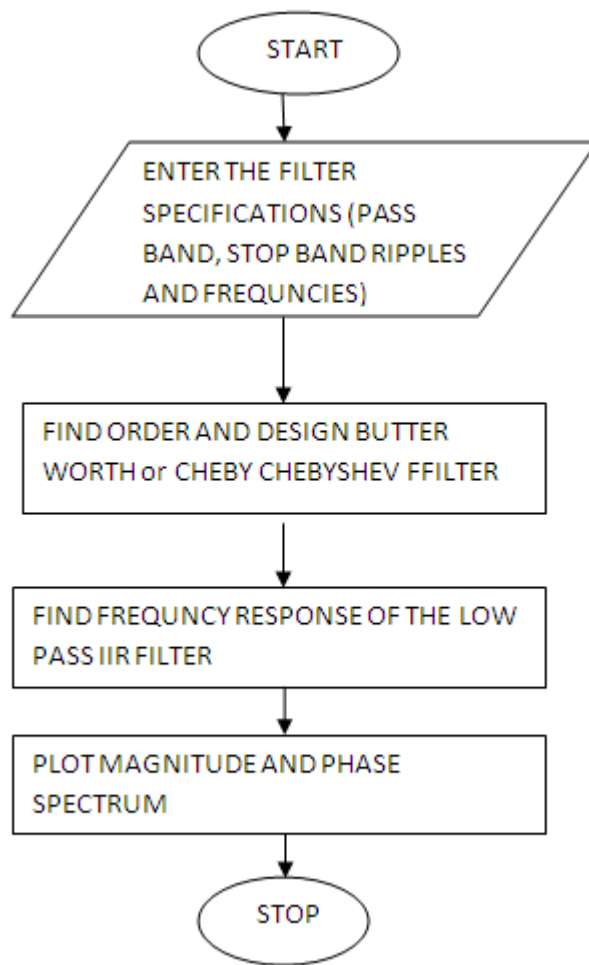 START
ENTER THE FILTER
SPECIFICATIONS (PASS
BAND, STOP BAND RIPPLES
AND FREQUNCIES)
FIND ORDER AND DESIGN BUTTER
WORTH or CHEBY CHEBYSHEV FFILTER
FIND FREQUNCY RESPONSE OF THE LOW
PASS IIR FILTER
PLOT MAGNITUDE AND PHASE
SPECTRUM
STOP